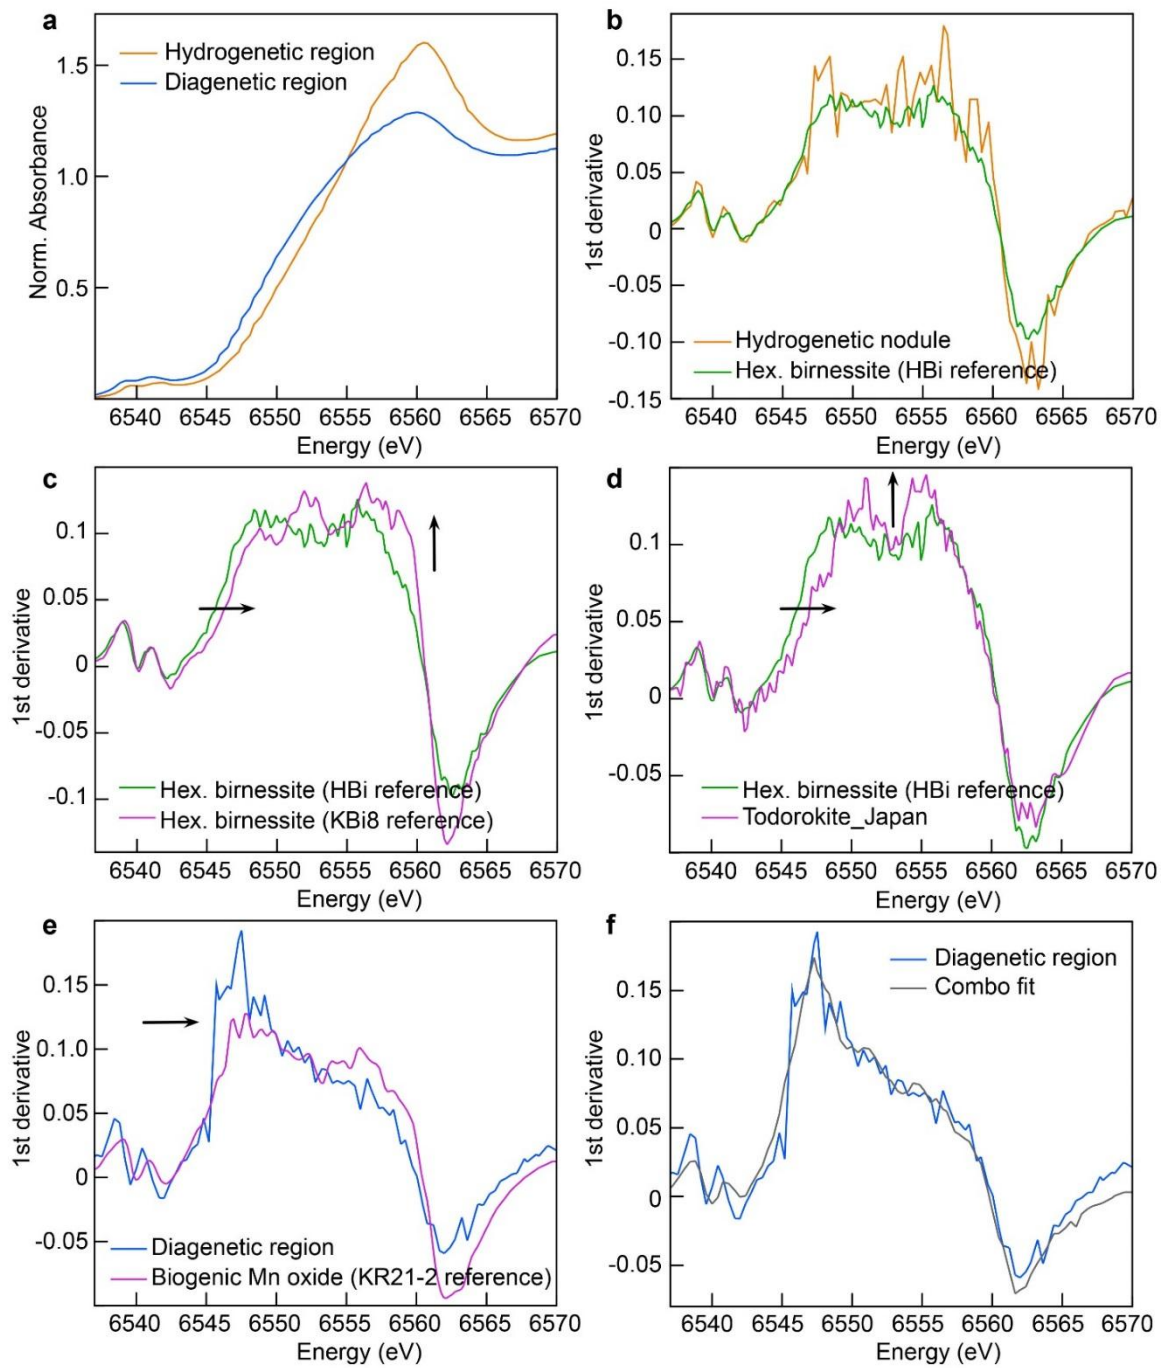 a
Hydrogenetic region
Diagenetic region
1.5
1.0
0.5
Norm. Absorbance
6540 6545 6550 6555 6560 6565 6570
Energy (eV)
b
0.15
0.10
0.05
0
-0.05
-0.10
-0.15
1st derivative
Hydrogenetic nodule
Hex. birnessite (HBi reference)
6540 6545 6550 6555 6560 6565 6570
Energy (eV)
c
0.1
0.05
0
-0.05
-0.1
1st derivative
Hex. birnessite (HBi reference)
Hex. birnessite (KBi8 reference)
6540 6545 6550 6555 6560 6565 6570
Energy (eV)
d
0.1
0.05
0
-0.05
1st derivative
Hex. birnessite (HBi reference)
Todorokite_Japan
6540 6545 6550 6555 6560 6565 6570
Energy (eV)
e
0.15
0.1.0
0.05
0
-0.05
1st derivative
Diagenetic region
Biogenic Mn oxide (KR21-2 reference)
6540 6545 6550 6555 6560 6565 6570
Energy (eV)
f
Diagenetic region
Combo fit
0.15
0.10
0.05
0
-0.05
1st derivative
6540 6545 6550 6555 6560 6565 6570
Energy (eV)